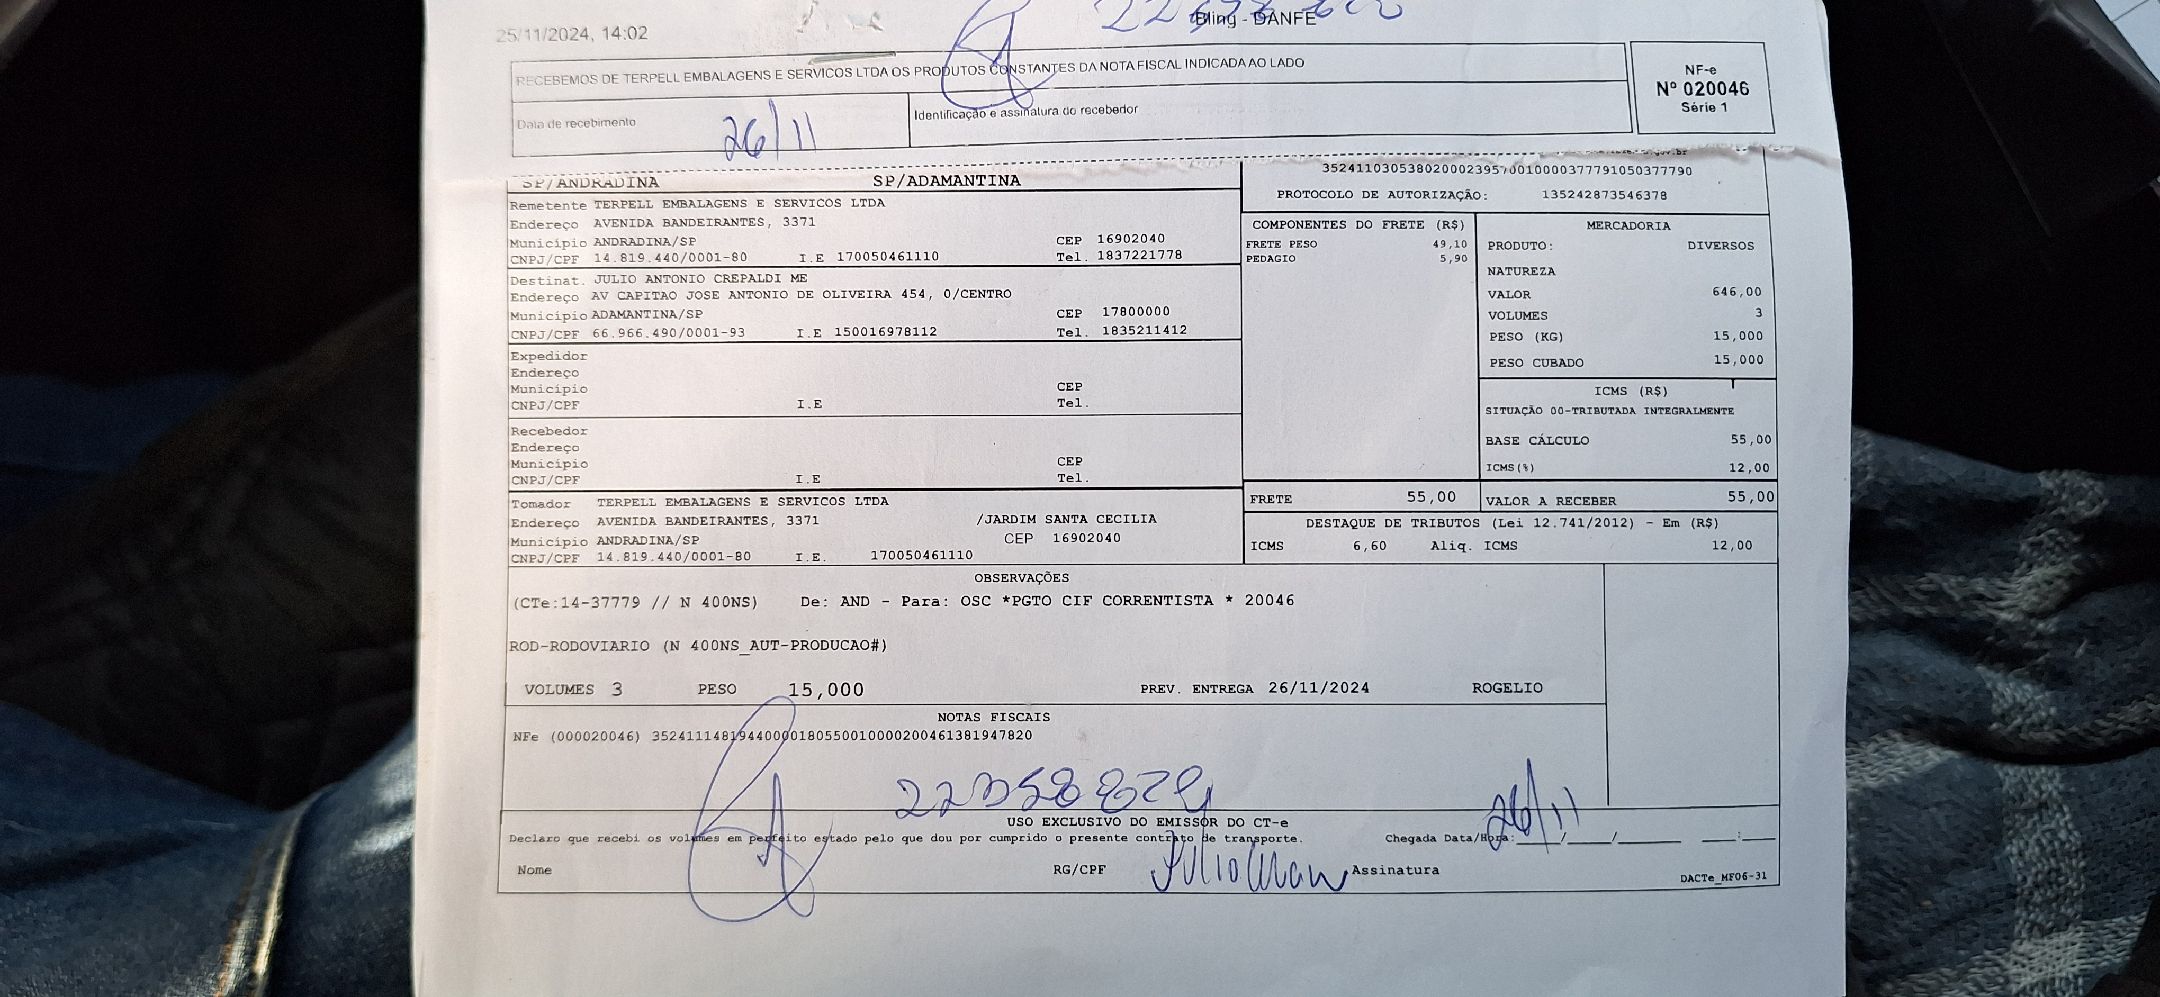 25/11/2024, 14:02
Bling - DANFE
RECEBEMOS DE TERPELL EMBALAGENS E SERVICOS LTDA OS PRODUTOS CONSTANTES DA NOTA FISCAL INDICADA AO LADO
NF-e
Nº 020046
Série 1
Data de recebimento 26/11
Identificação e assinatura do recebedor
SP/ANDRADINA SP/ADAMANTINA
PROTOCOLO DE AUTORIZAÇÃO: 135242873546378
Remetente TERPELL EMBALAGENS E SERVICOS LTDA
Endereço AVENIDA BANDEIRANTES, 3371
Município ANDRADINA/SP CEP 16902040
CNPJ/CPF 14.819.440/0001-80 I.E 170050461110 Tel. 1837221778
Destinat. JULIO ANTONIO CREPALDI ME
Endereço AV CAPITAO JOSE ANTONIO DE OLIVEIRA 454, 0/CENTRO
Município ADAMANTINA/SP CEP 17800000
CNPJ/CPF 66.966.490/0001-93 I.E 150016978112 Tel. 1835211412
Expedidor
Endereço
Município CEP
CNPJ/CPF I.E Tel.
Recebedor
Endereço
Município CEP
CNPJ/CPF I.E Tel.
Tomador TERPELL EMBALAGENS E SERVICOS LTDA
Endereço AVENIDA BANDEIRANTES, 3371 /JARDIM SANTA CECILIA
Município ANDRADINA/SP CEP 16902040
CNPJ/CPF 14.819.440/0001-80 I.E. 170050461110
COMPONENTES DO FRETE (R$)
FRETE PESO 49,10
PEDAGIO 5,90
MERCADORIA
PRODUTO: DIVERSOS
NATUREZA
VALOR 646,00
VOLUMES 3
PESO (KG) 15,000
PESO CUBADO 15,000
ICMS (R$)
SITUAÇÃO 00-TRIBUTADA INTEGRALMENTE
BASE CÁLCULO 55,00
ICMS(%) 12,00
FRETE 55,00 VALOR A RECEBER 55,00
DESTAQUE DE TRIBUTOS (Lei 12.741/2012) - Em (R$)
ICMS 6,60 Aliq. ICMS 12,00
OBSERVAÇÕES
(CTe:14-37779 // N 400NS) De: AND - Para: OSC *PGTO CIF CORRENTISTA * 20046
ROD-RODOVIARIO (N 400NS_AUT-PRODUCAO#)
VOLUMES 3 PESO 15,000 PREV. ENTREGA 26/11/2024 ROGELIO
NOTAS FISCAIS
NFe (000020046) 35241114819440000180550010000200461381947820
USO EXCLUSIVO DO EMISSOR DO CT-e
Declaro que recebi os volumes em perfeito estado pelo que dou por cumprido o presente contrato de transporte. Chegada Data/Hora: 26/11
Nome RG/CPF Assinatura
DACTe_MF06-31